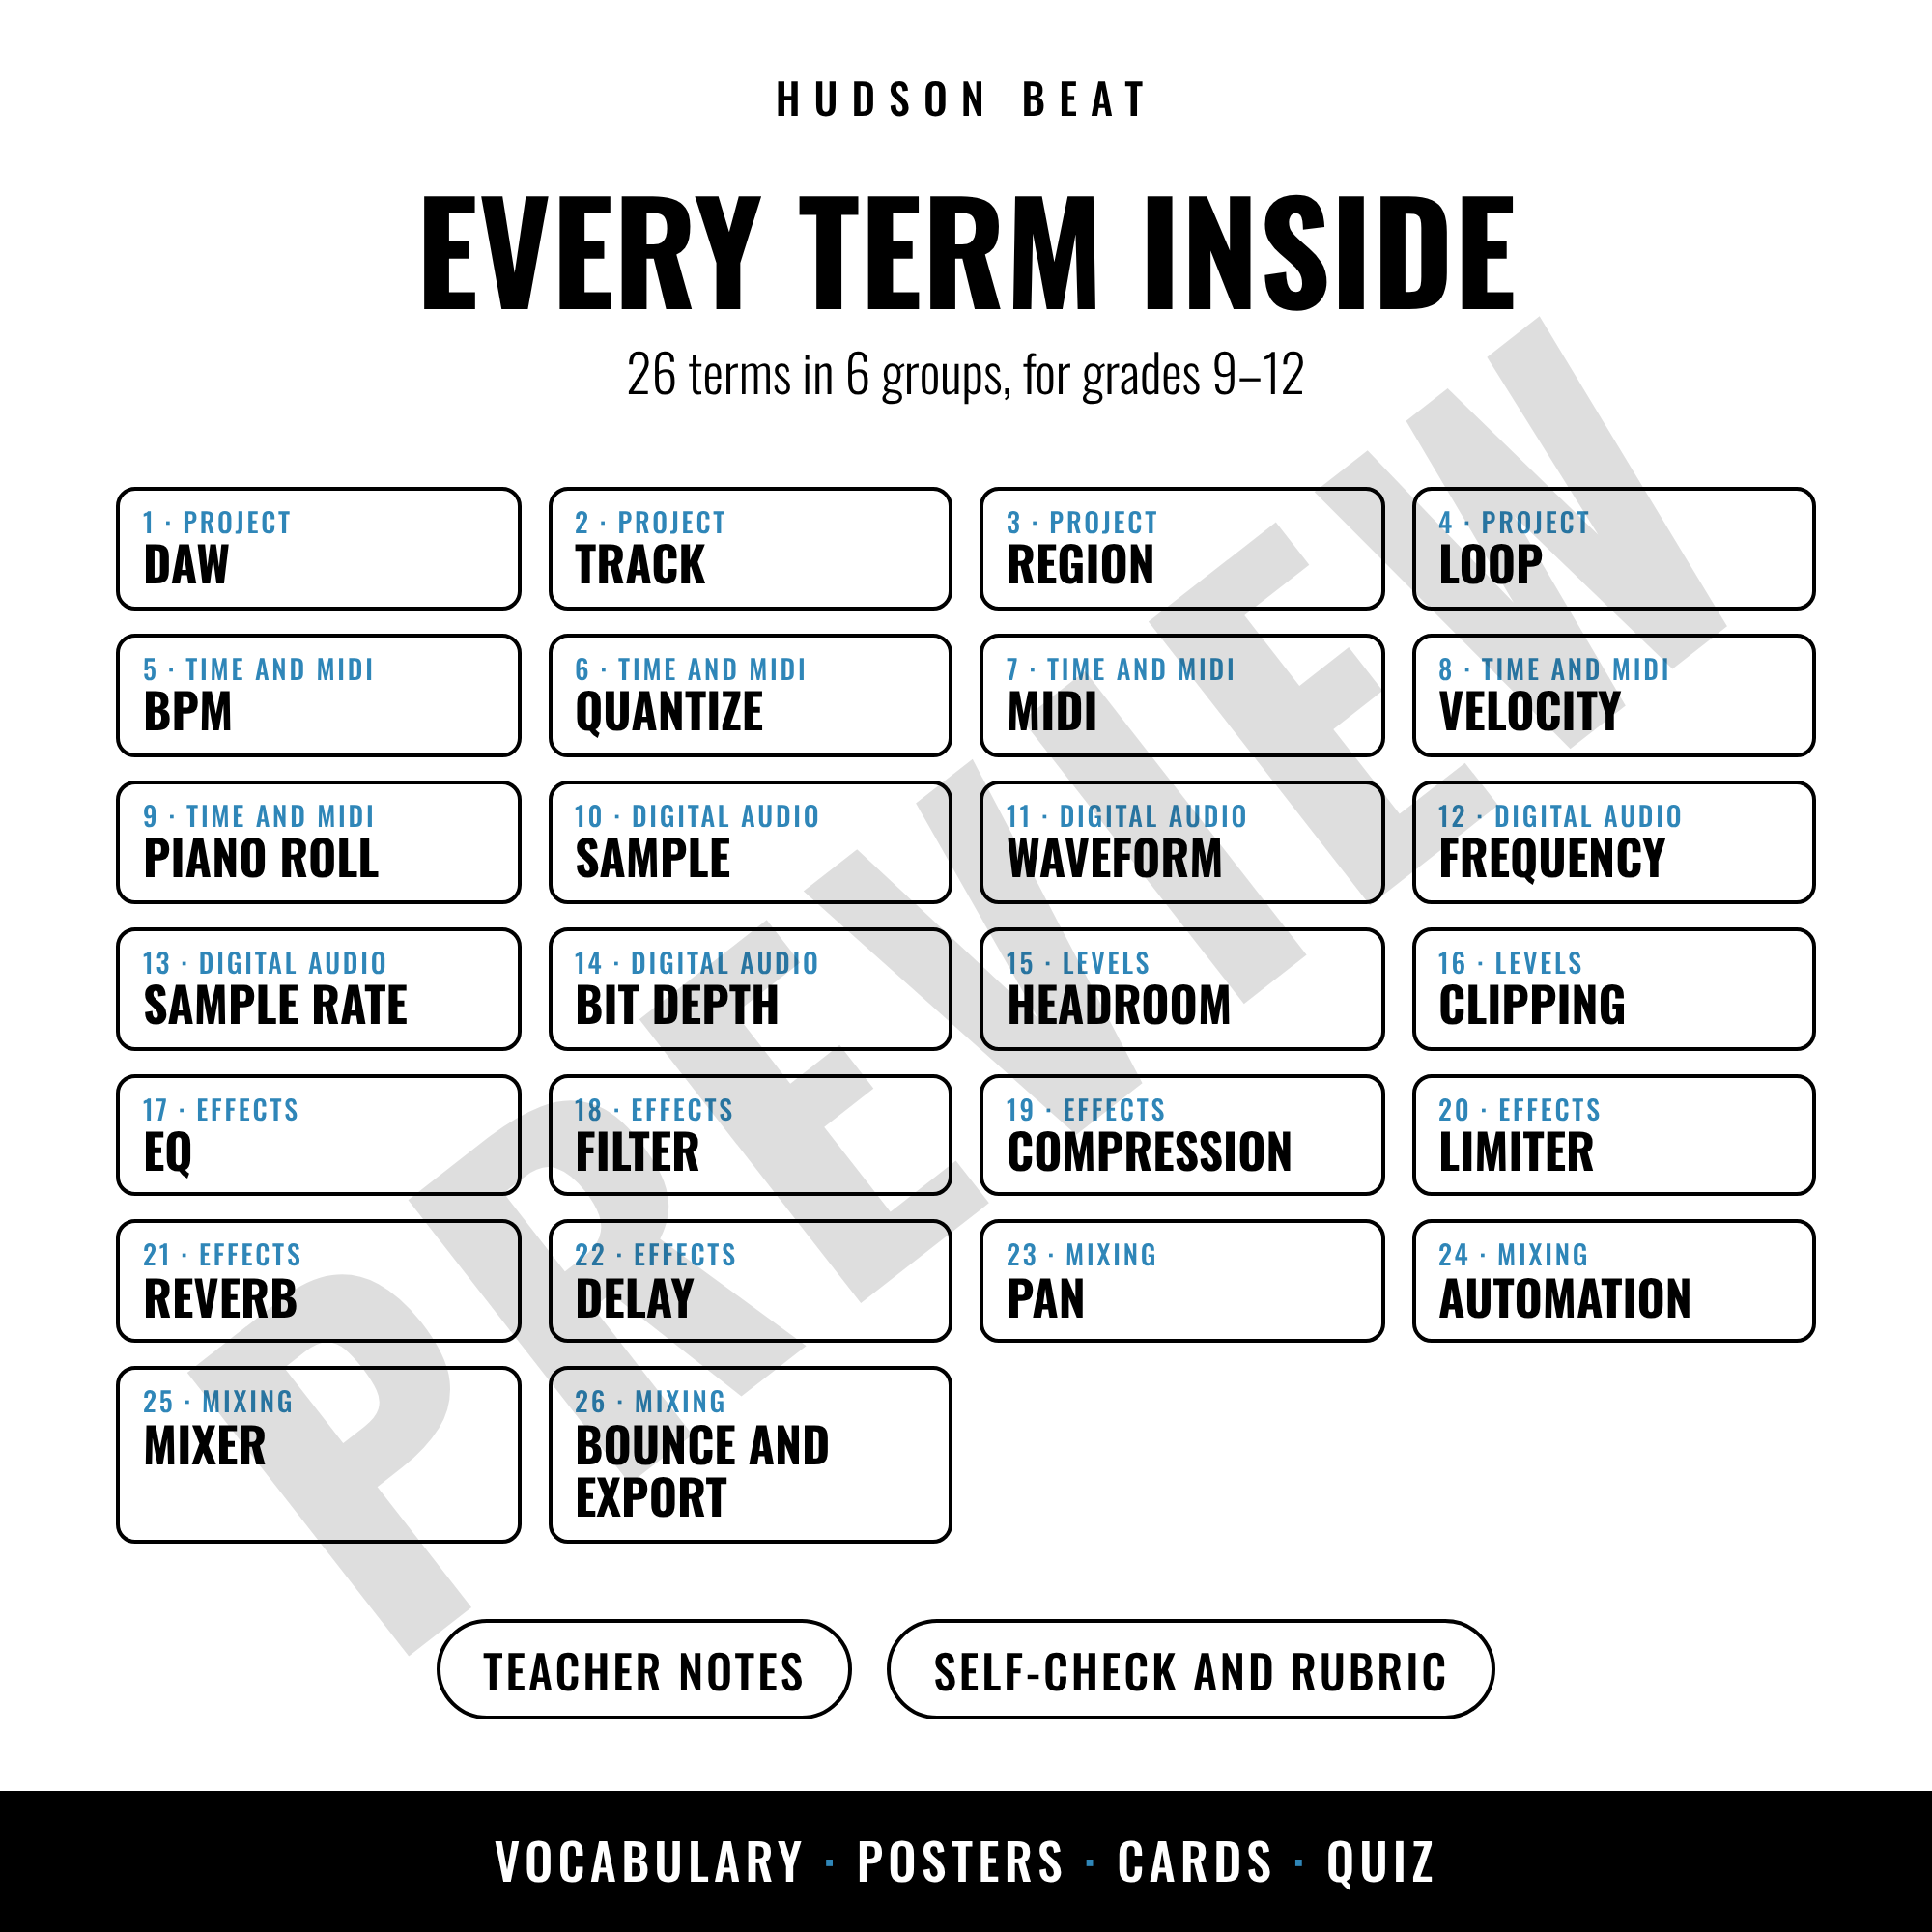 HUDSON BEAT
EVERY TERM INSIDE
26 terms in 6 groups, for grades 9–12
1 · PROJECT
DAW
2 · PROJECT
TRACK
3 · PROJECT
REGION
4 · PROJECT
LOOP
5 · TIME AND MIDI
BPM
6 · TIME AND MIDI
QUANTIZE
7 · TIME AND MIDI
MIDI
8 · TIME AND MIDI
VELOCITY
9 · TIME AND MIDI
PIANO ROLL
10 · DIGITAL AUDIO
SAMPLE
11 · DIGITAL AUDIO
WAVEFORM
12 · DIGITAL AUDIO
FREQUENCY
13 · DIGITAL AUDIO
SAMPLE RATE
14 · DIGITAL AUDIO
BIT DEPTH
15 · LEVELS
HEADROOM
16 · LEVELS
CLIPPING
17 · EFFECTS
EQ
18 · EFFECTS
FILTER
19 · EFFECTS
COMPRESSION
20 · EFFECTS
LIMITER
21 · EFFECTS
REVERB
22 · EFFECTS
DELAY
23 · MIXING
PAN
24 · MIXING
AUTOMATION
25 · MIXING
MIXER
26 · MIXING
BOUNCE AND
EXPORT
PREVIEW
TEACHER NOTES
SELF-CHECK AND RUBRIC
VOCABULARY · POSTERS · CARDS · QUIZ